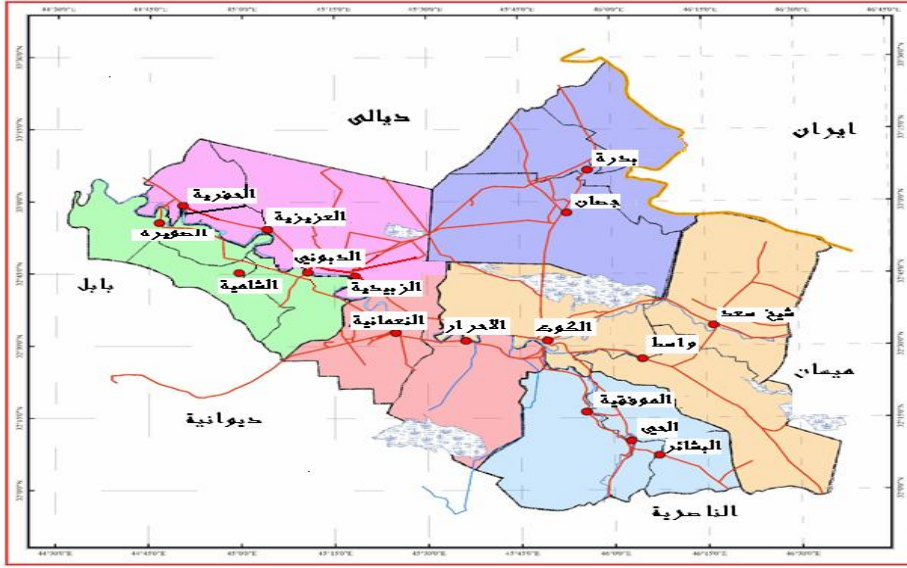 ديالى
ايران
بدرة
جصان
الحفرية
العزيزية
الصويرة
الدبوني
بابل
الشامية
الزبيدية
شيخ سعد
النعمانية
الاحرار
الكوت
واسط
ميسان
الموفقية
ديوانية
الحي
البشائر
الناصرية